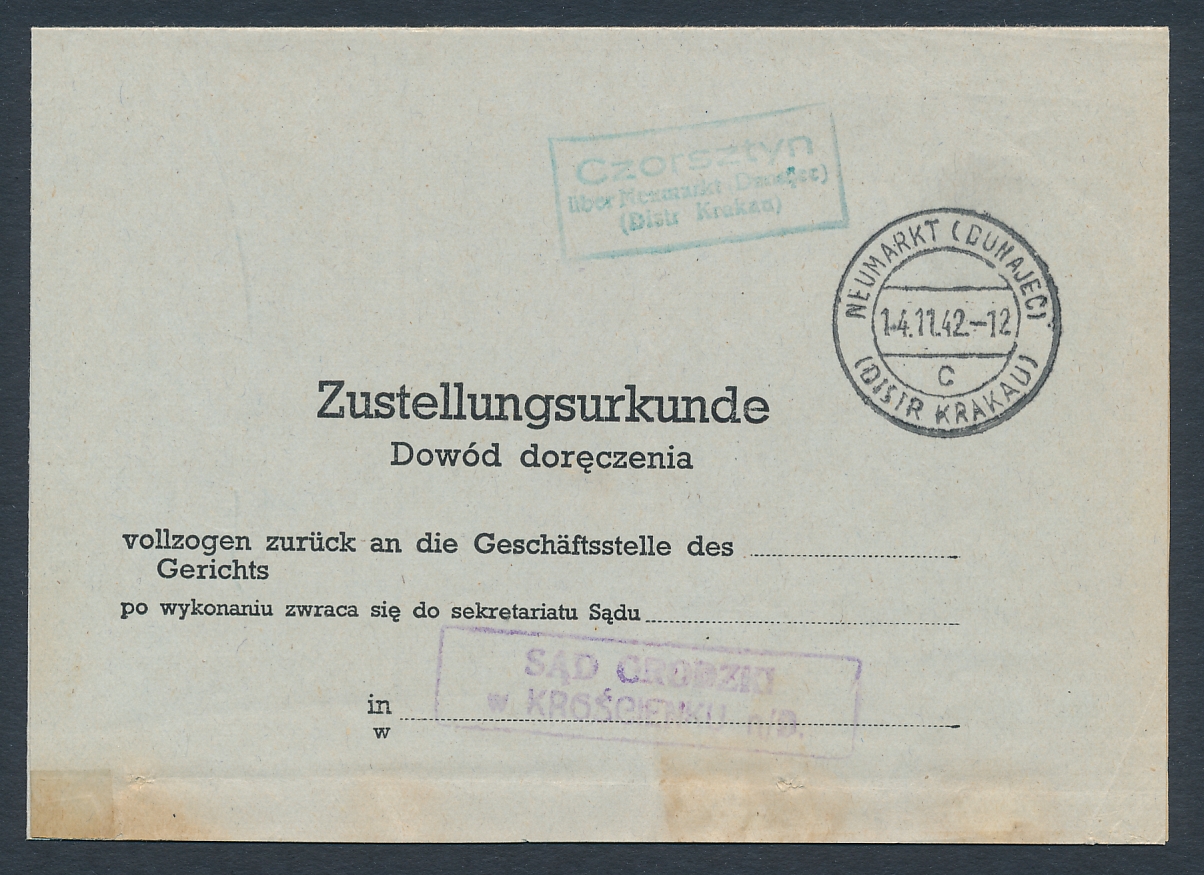 Czorsztyn
über Neumarkt (Dunajec)
(Distr Krakau)
NEUMARKT (DUNAJEC)
14.11.42.-12
c
(DISTR KRAKAU)
Zustellungsurkunde
Dowód doręczenia
vollzogen zurück an die Geschäftsstelle des
Gerichts
po wykonaniu zwraca się do sekretariatu Sądu
SĄD GRODZKI
w KROŚCIENKU n/D.
in
w